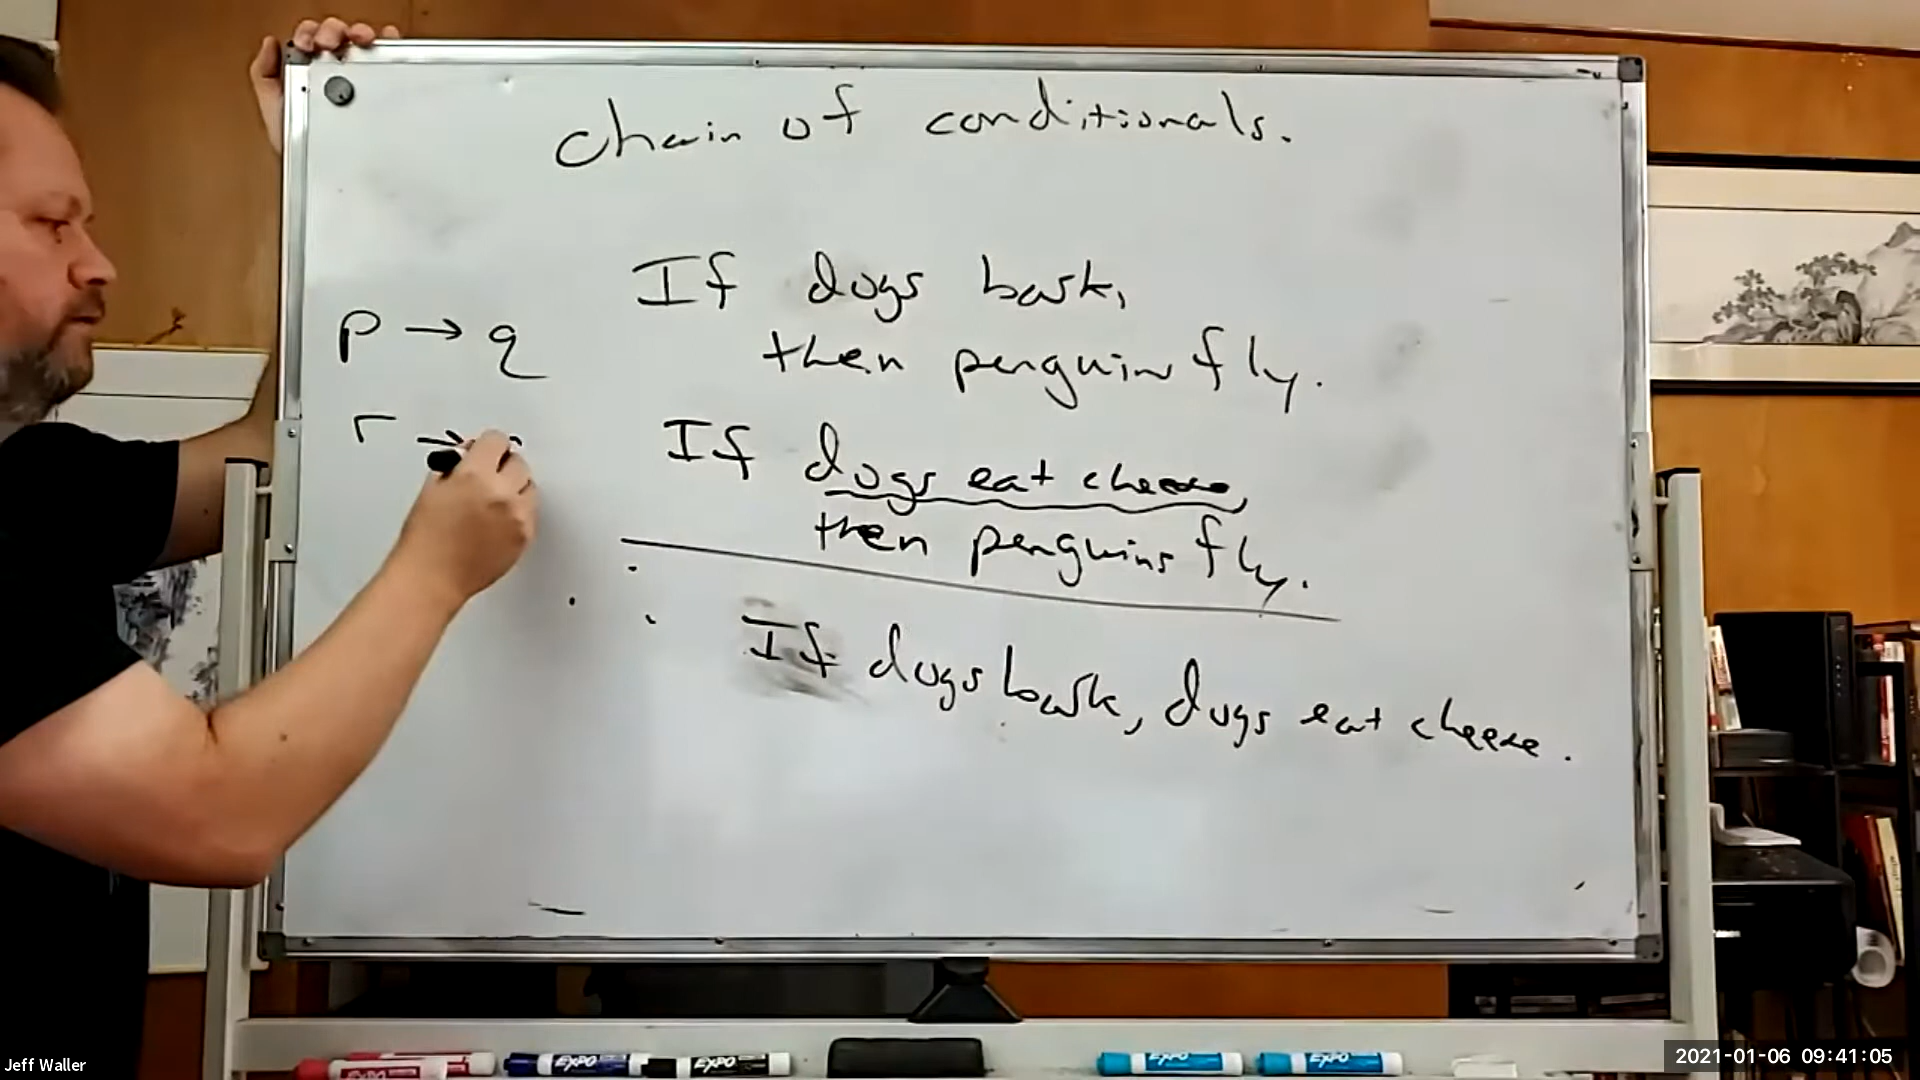 chain of conditionals.
If dogs bark,
then penguins fly.
p → q
If dogs eat cheese,
r →
then penguins fly.
∴ If dogs bark, dogs eat cheese.
EXPO
EXPO
EXPO
EXPO
Jeff Waller
2021-01-06 09:41:05